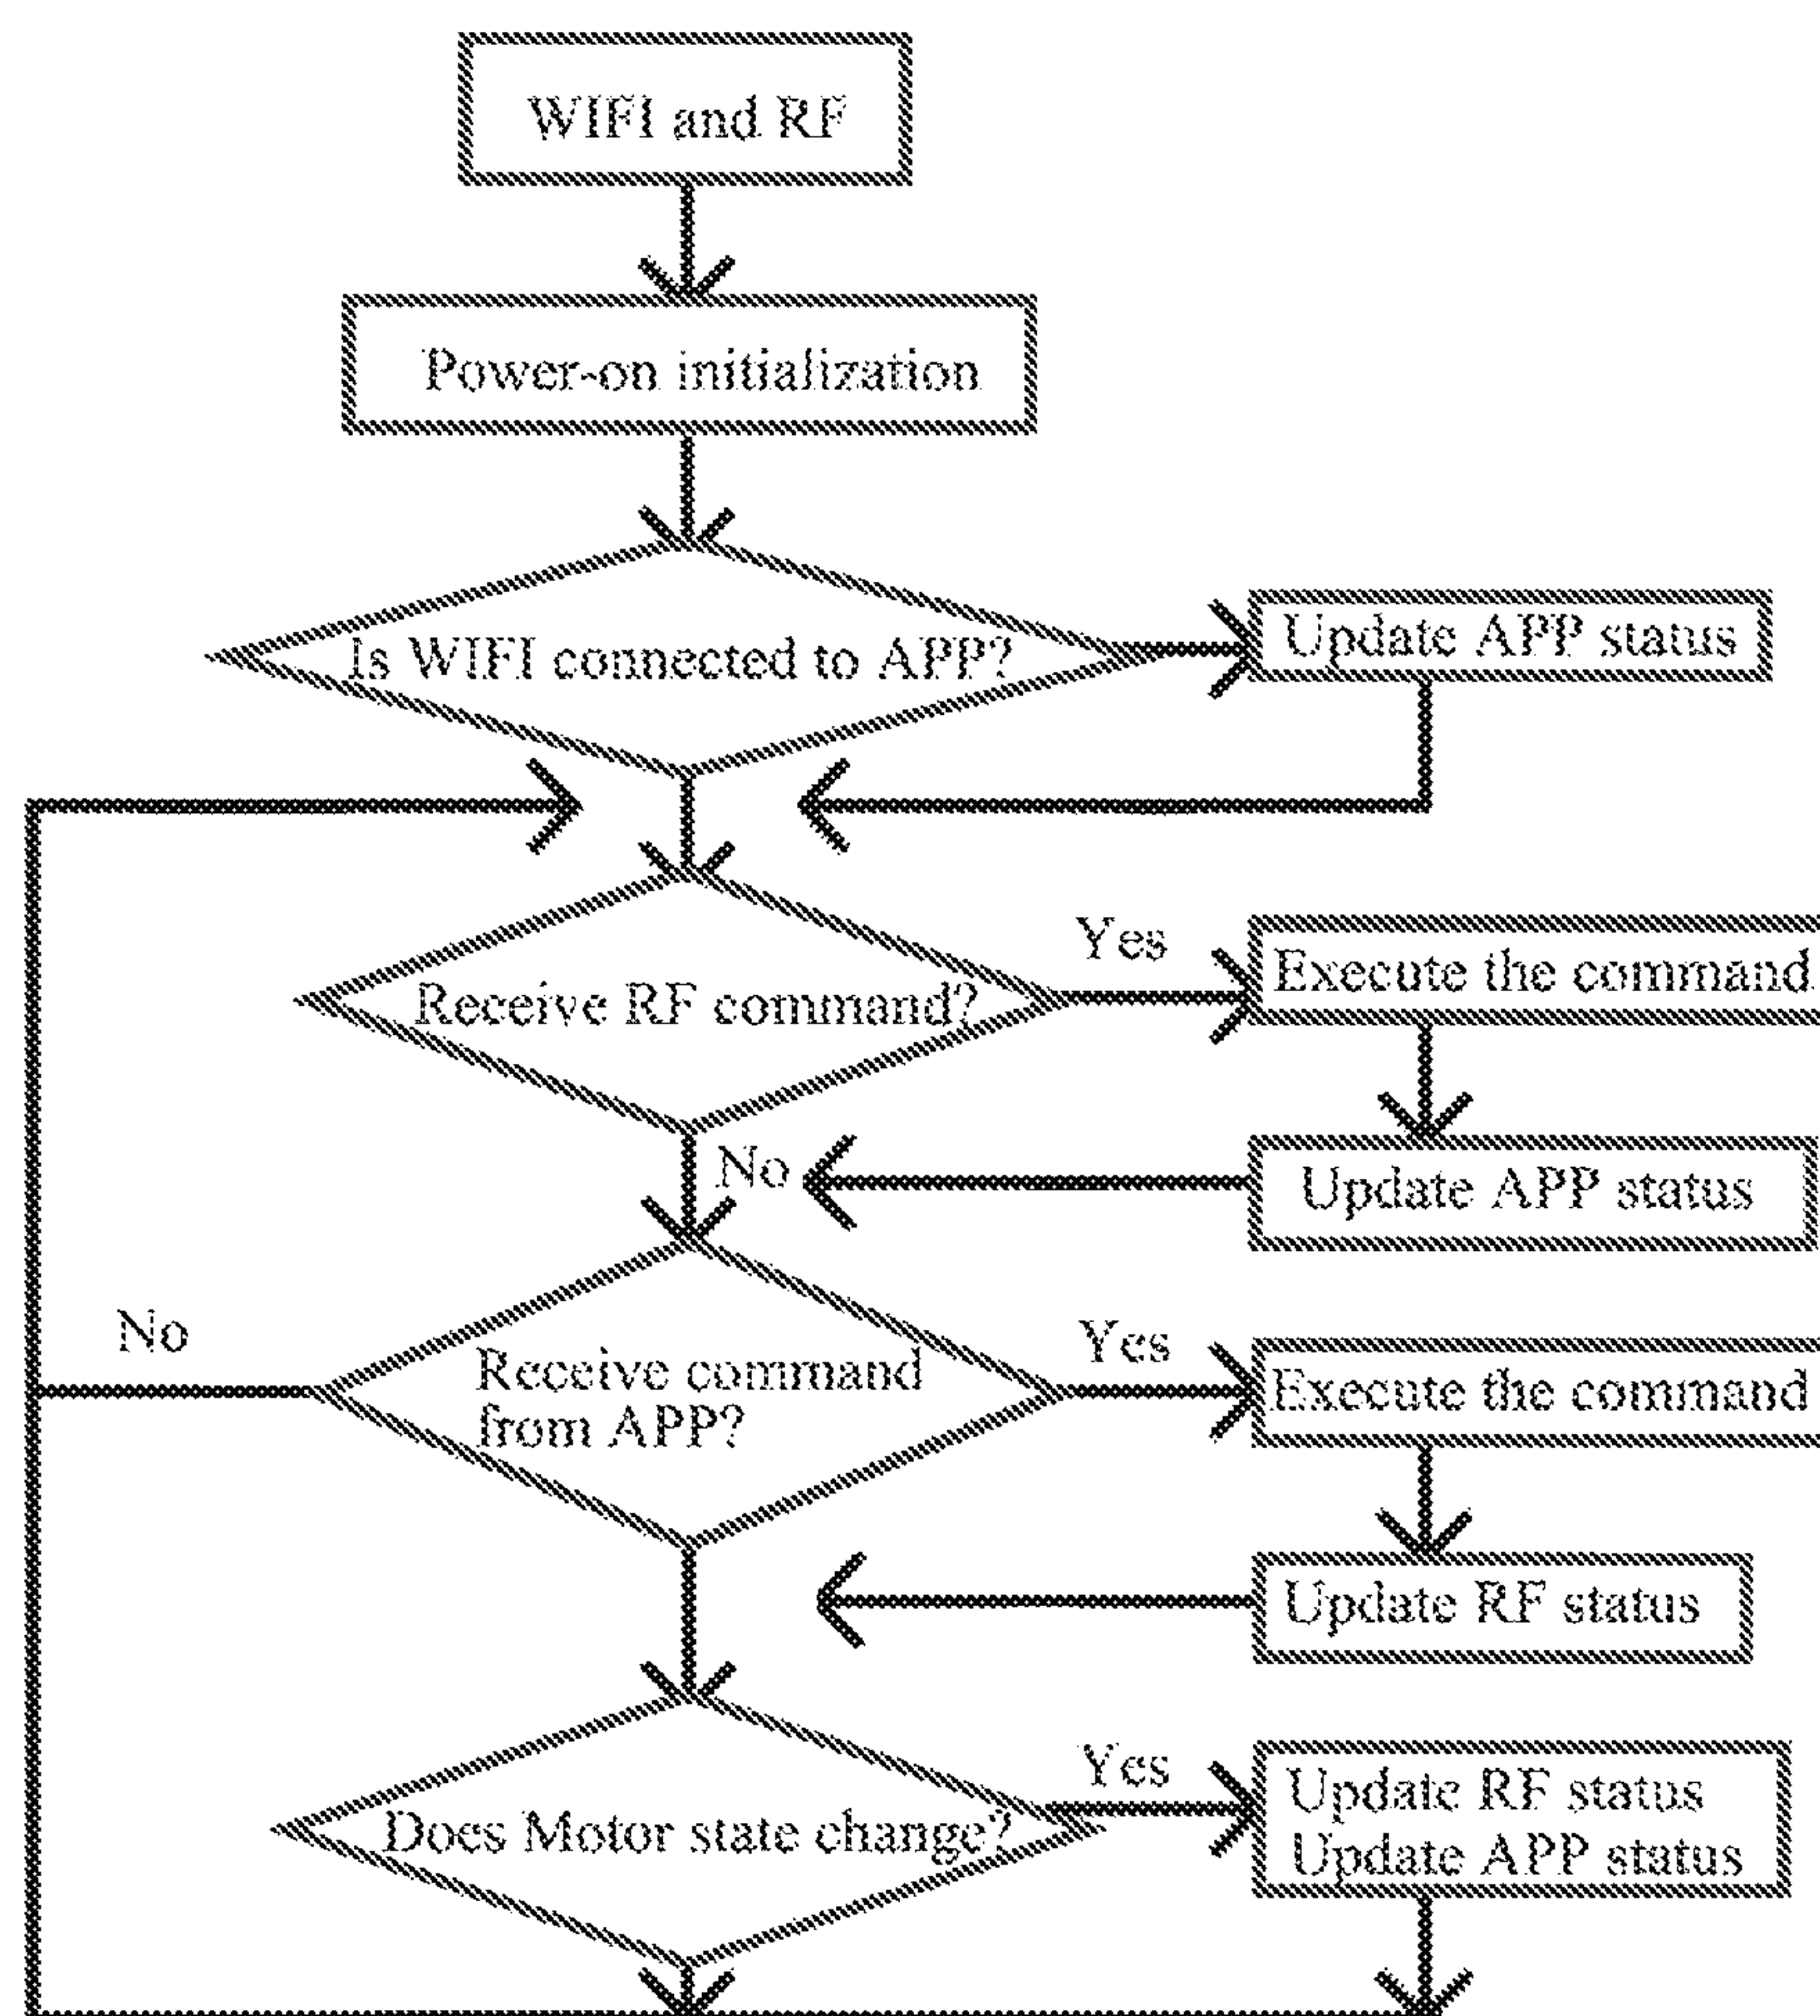 WIFI and RF
Power-on initialization
Is WIFI connected to APP?
Update APP status
Yes
Receive RF command?
Execute the command
No
Update APP status
No
Receive command
from APP?
Yes
Execute the command
Update RF status
Does Motor state change?
Yes
Update RF status
Update APP status